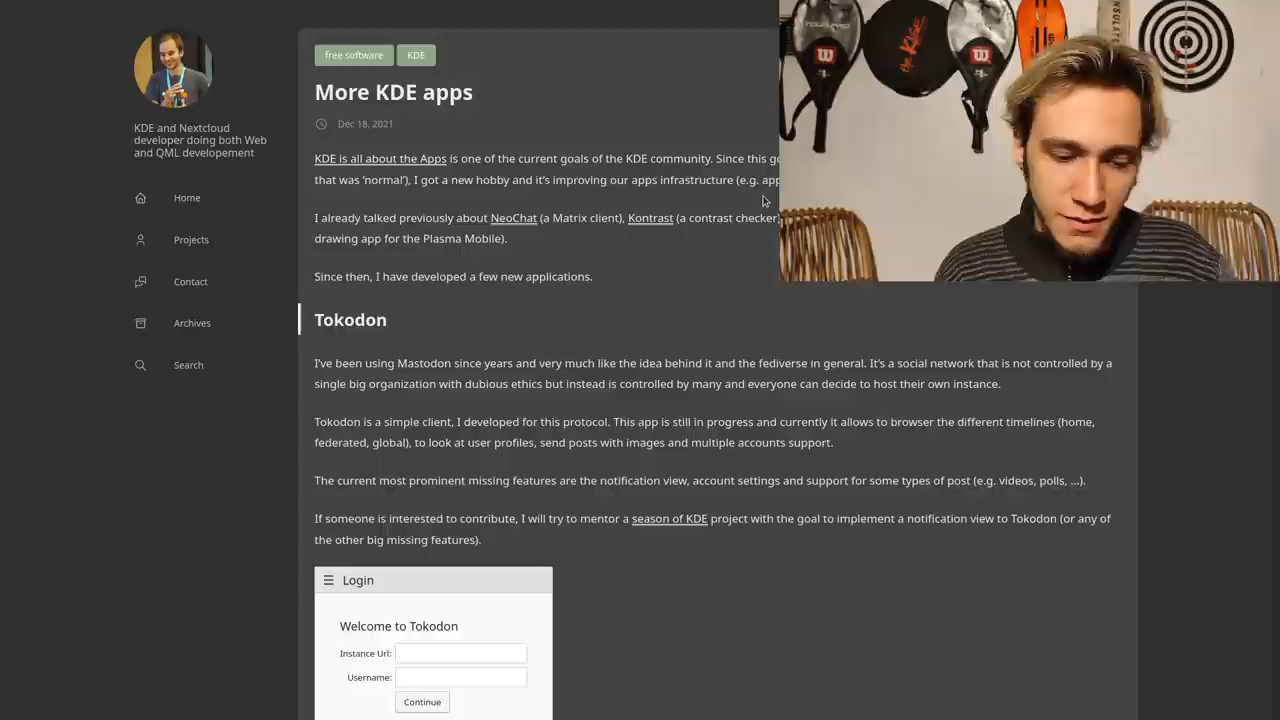 free software KDE
More KDE apps
Dec 18, 2021
KDE and Nextcloud
developer doing both Web
and QML developement
Home
Projects
Contact
Archives
Search
KDE is all about the Apps is one of the current goals of the KDE community. Since this
that was ‘normal’), I got a new hobby and it’s improving our apps infrastructure (e.g.
I already talked previously about NeoChat (a Matrix client), Kontrast (a contrast checker)
drawing app for the Plasma Mobile).
Since then, I have developed a few new applications.
Tokodon
I’ve been using Mastodon since years and very much like the idea behind it and the fediverse in general. It’s a social network that is not controlled by a
single big organization with dubious ethics but instead is controlled by many and everyone can decide to host their own instance.
Tokodon is a simple client, I developed for this protocol. This app is still in progress and currently it allows to browser the different timelines (home,
federated, global), to look at user profiles, send posts with images and multiple accounts support.
The current most prominent missing features are the notification view, account settings and support for some types of post (e.g. videos, polls, …).
If someone is interested to contribute, I will try to mentor a season of KDE project with the goal to implement a notification view to Tokodon (or any of
the other big missing features).
Login
Welcome to Tokodon
Instance Url:
Username:
Continue